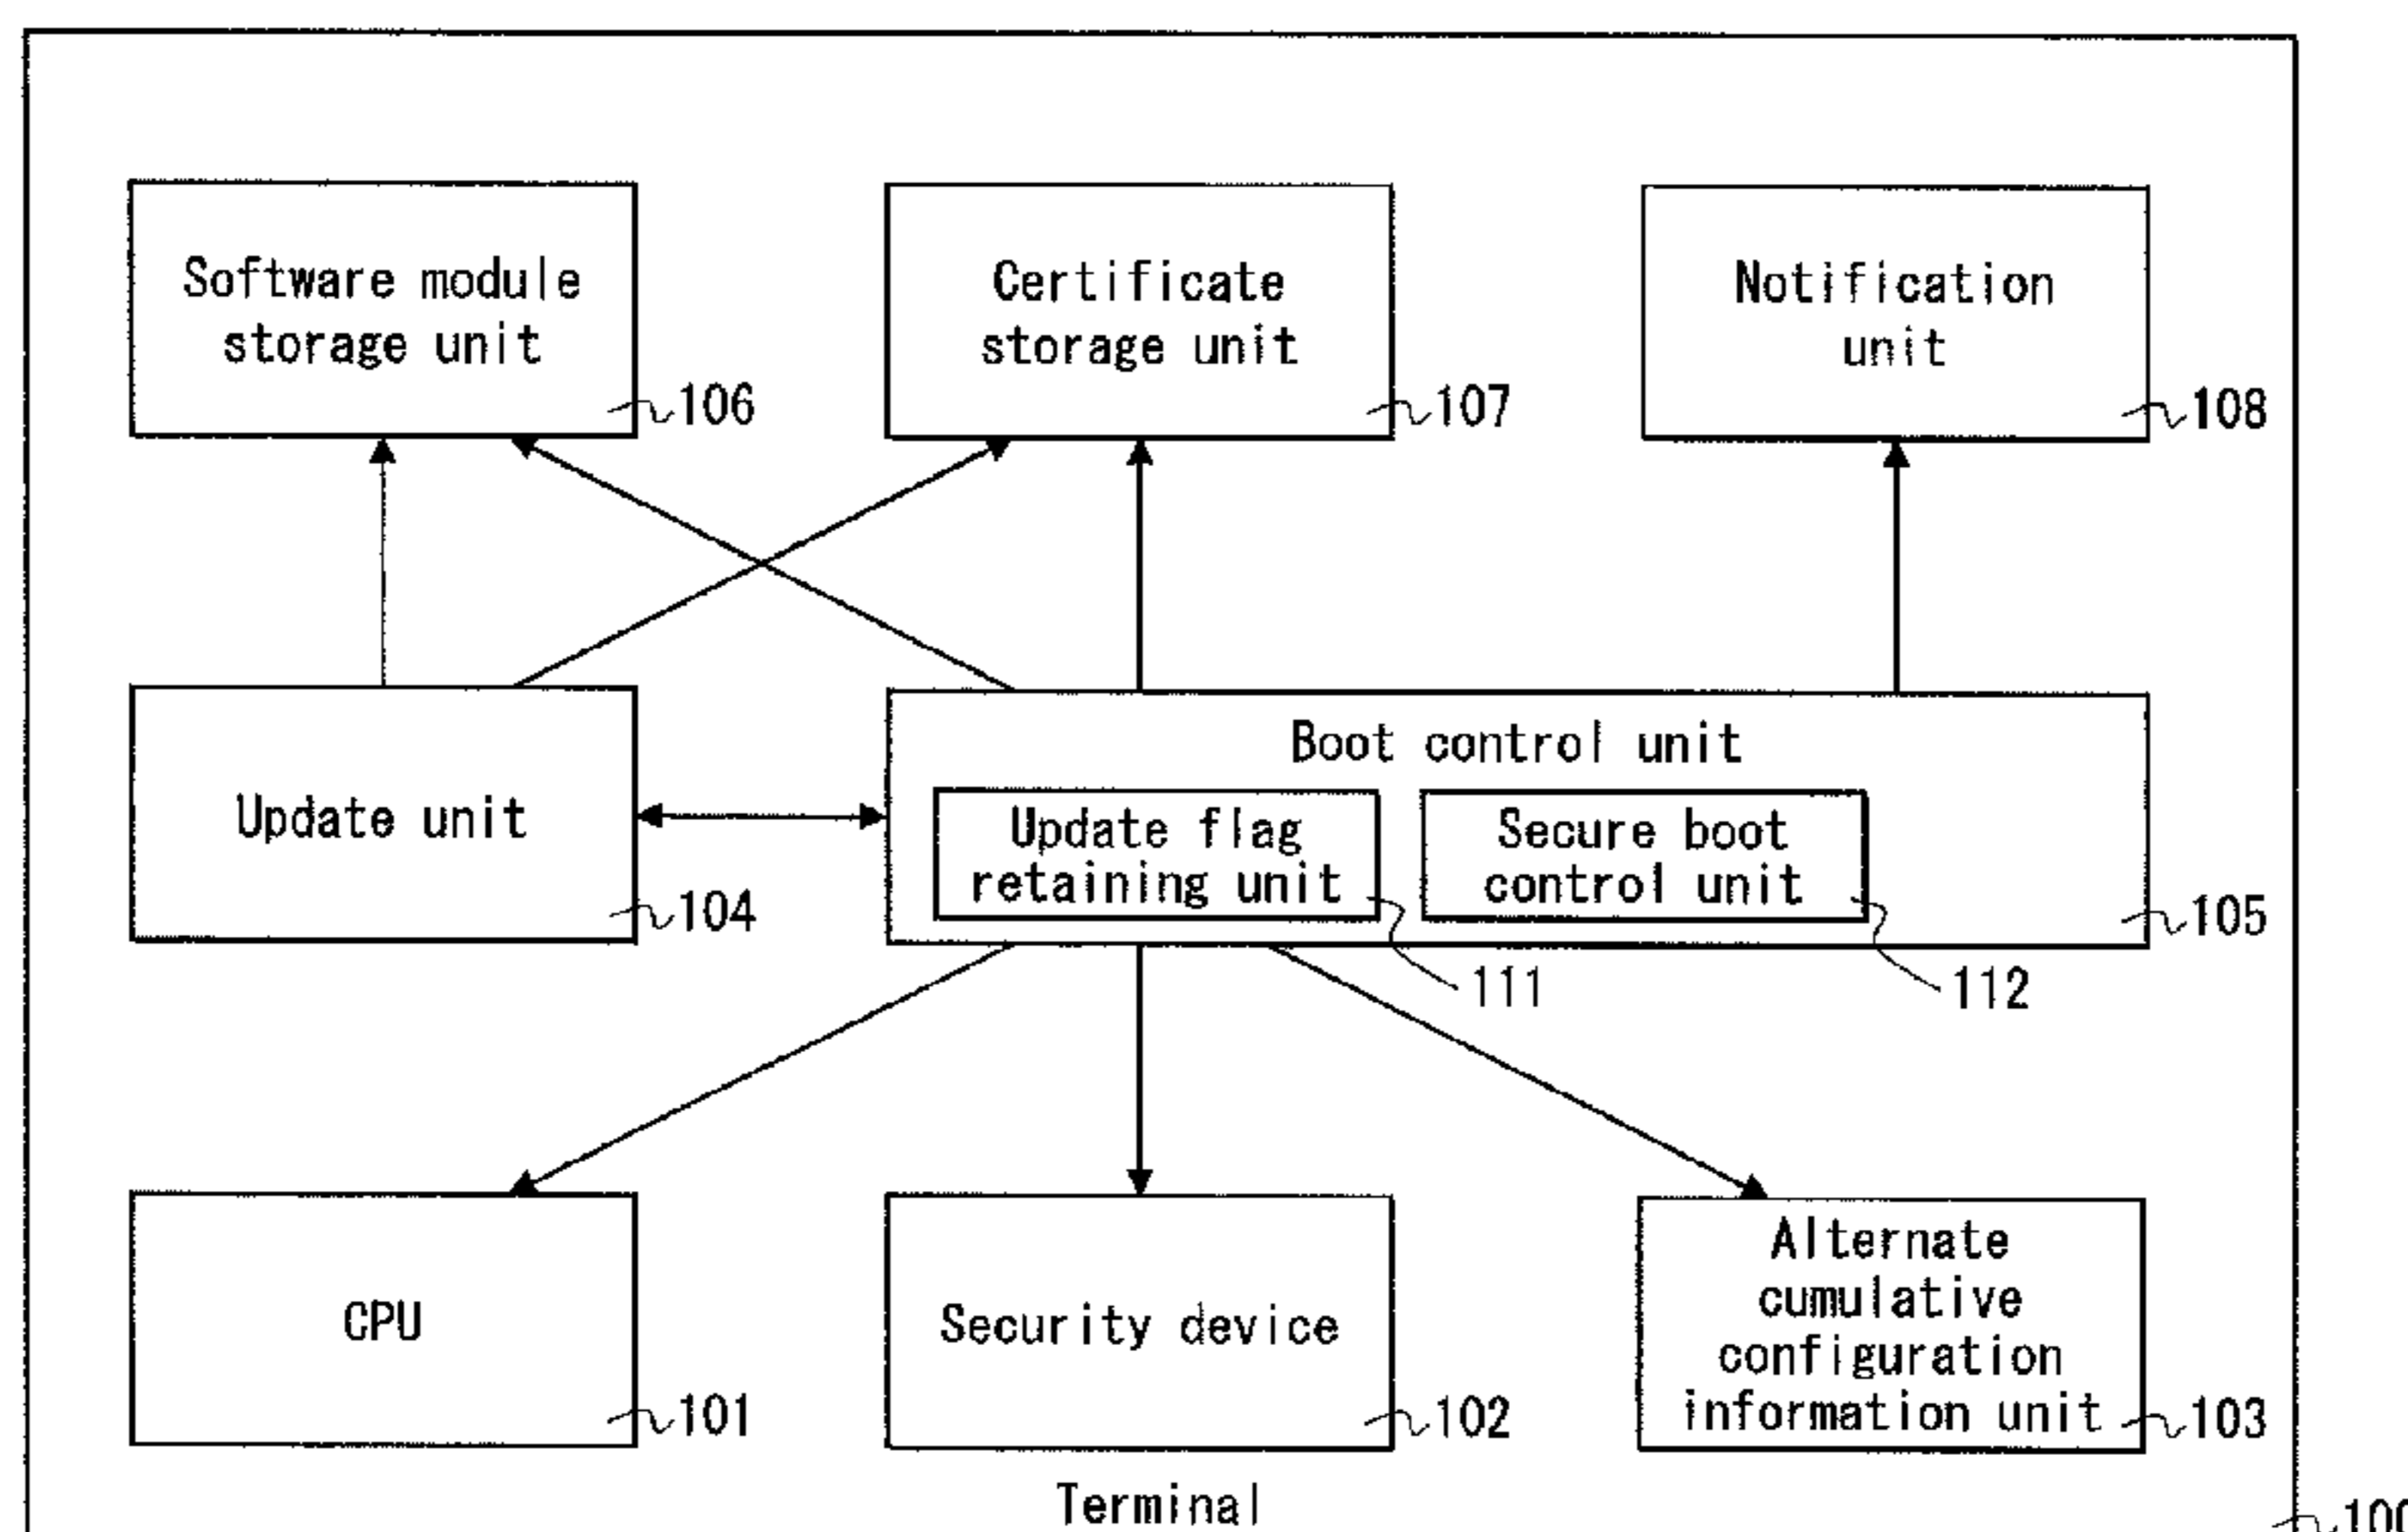 Software module
storage unit
106
Certificate
storage unit
107
Notification
unit
108
Update unit
104
Boot control unit
Update flag
retaining unit
Secure boot
control unit
105
111
112
CPU
101
Security device
102
Alternate
cumulative
configuration
information unit
103
Terminal
100